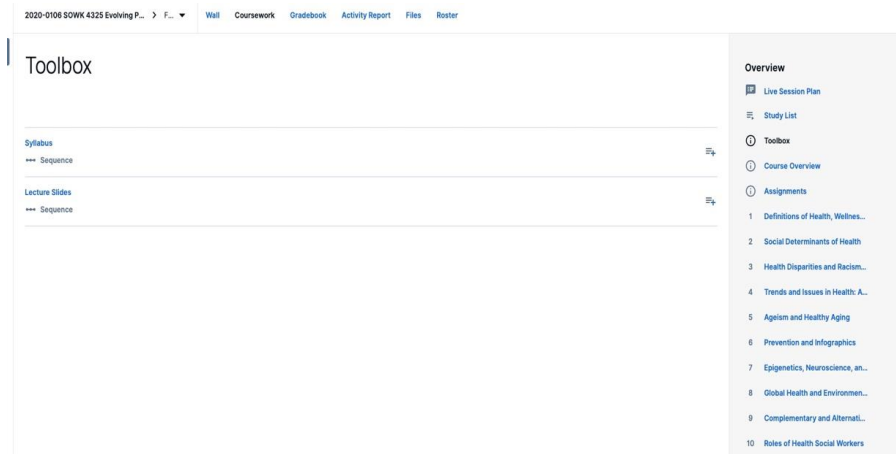 2020-0106 SOWK 4325 Evolving P... > F... Wall Coursework Gradebook Activity Report Files Roster
Toolbox
Syllabus
Sequence
Lecture Slides
Sequence
Overview
Live Session Plan
Study List
Toolbox
Course Overview
Assignments
1 Definitions of Health, Wellnes...
2 Social Determinants of Health
3 Health Disparities and Racism...
4 Trends and Issues in Health: A...
5 Ageism and Healthy Aging
6 Prevention and Infographics
7 Epigenetics, Neuroscience, an...
8 Global Health and Environmen...
9 Complementary and Alternati...
10 Roles of Health Social Workers